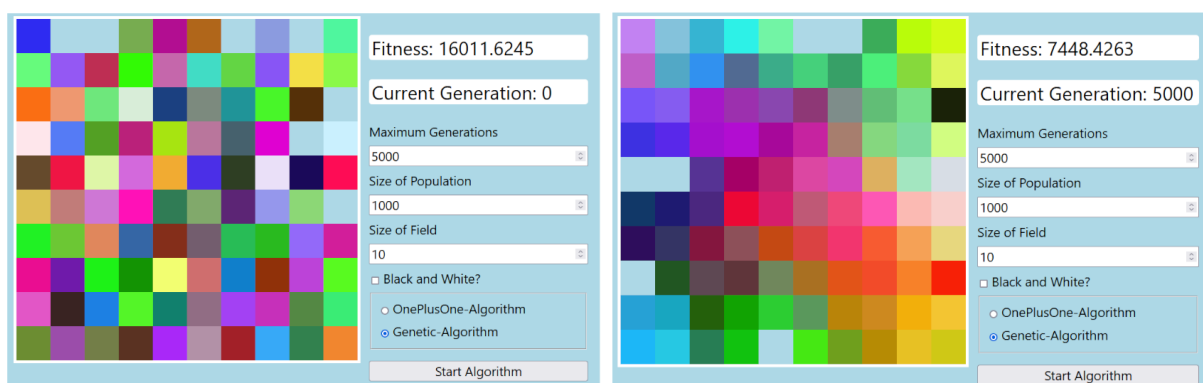 Fitness: 16011.6245
Current Generation: 0
Maximum Generations
5000
Size of Population
1000
Size of Field
10
Black and White?
OnePlusOne-Algorithm
Genetic-Algorithm
Start Algorithm
Fitness: 7448.4263
Current Generation: 5000
Maximum Generations
5000
Size of Population
1000
Size of Field
10
Black and White?
OnePlusOne-Algorithm
Genetic-Algorithm
Start Algorithm